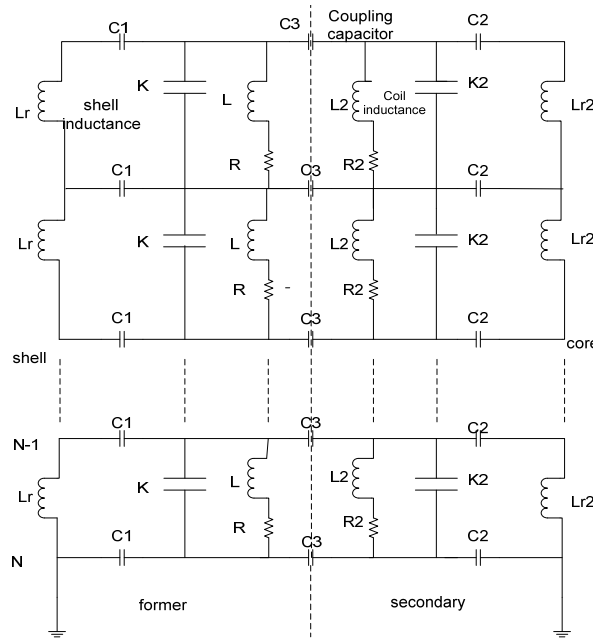 C1
C3
Coupling
capacitor
C2
K
L
L2
Coil
inductance
K2
Lr
shell
inductance
Lr2
R
R2
C1
C3
C2
Lr
K
L
L2
K2
Lr2
R
R2
C1
C3
C2
shell
core
N-1
C1
C3
C2
Lr
K
L
L2
K2
Lr2
R
R2
N
C1
C3
C2
former
secondary